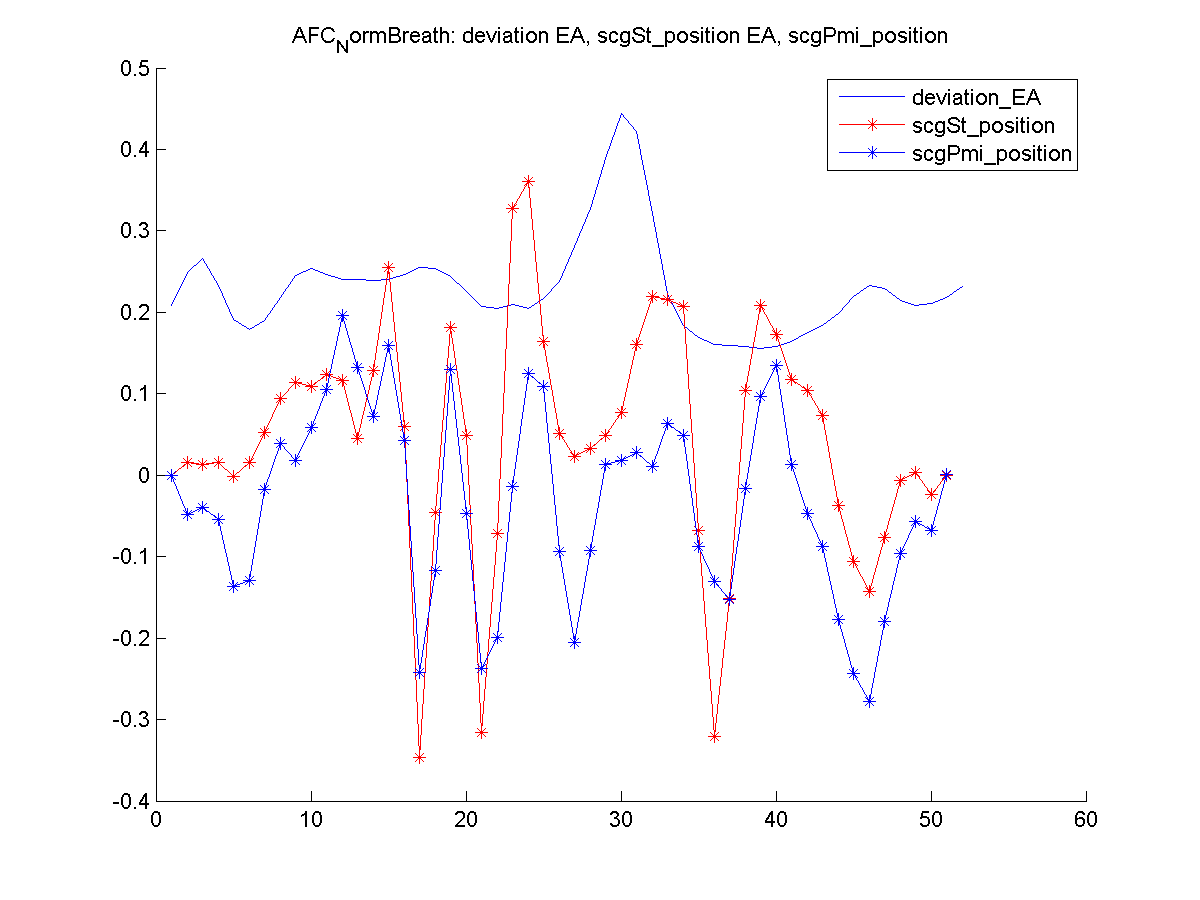 AFC_NormBreath: deviation EA, scgSt_position EA, scgPmi_position
0.5
deviation_EA
scgSt_position
scgPmi_position
0.4
0.3
0.2
0.1
0
-0.1
-0.2
-0.3
-0.4
0 10 20 30 40 50 60